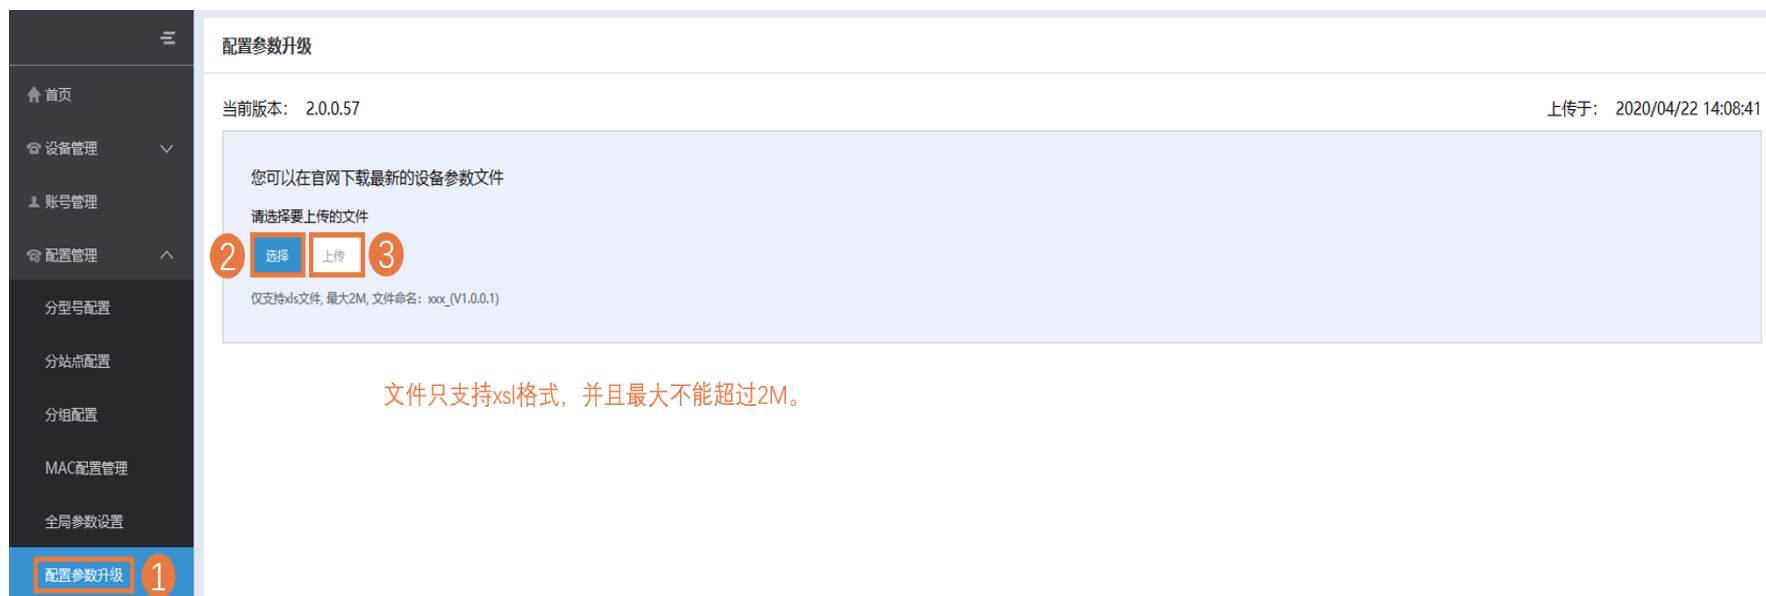 首页
设备管理
账号管理
配置管理
分型号配置
分站点配置
分组配置
MAC配置管理
全局参数设置
配置参数升级 1
配置参数升级
当前版本： 2.0.0.57 上传于： 2020/04/22 14:08:41
您可以在官网下载最新的设备参数文件
请选择要上传的文件
2 选择 上传 3
仅支持xls文件, 最大2M, 文件命名：xxx_(V1.0.0.1)
文件只支持xsl格式，并且最大不能超过2M。